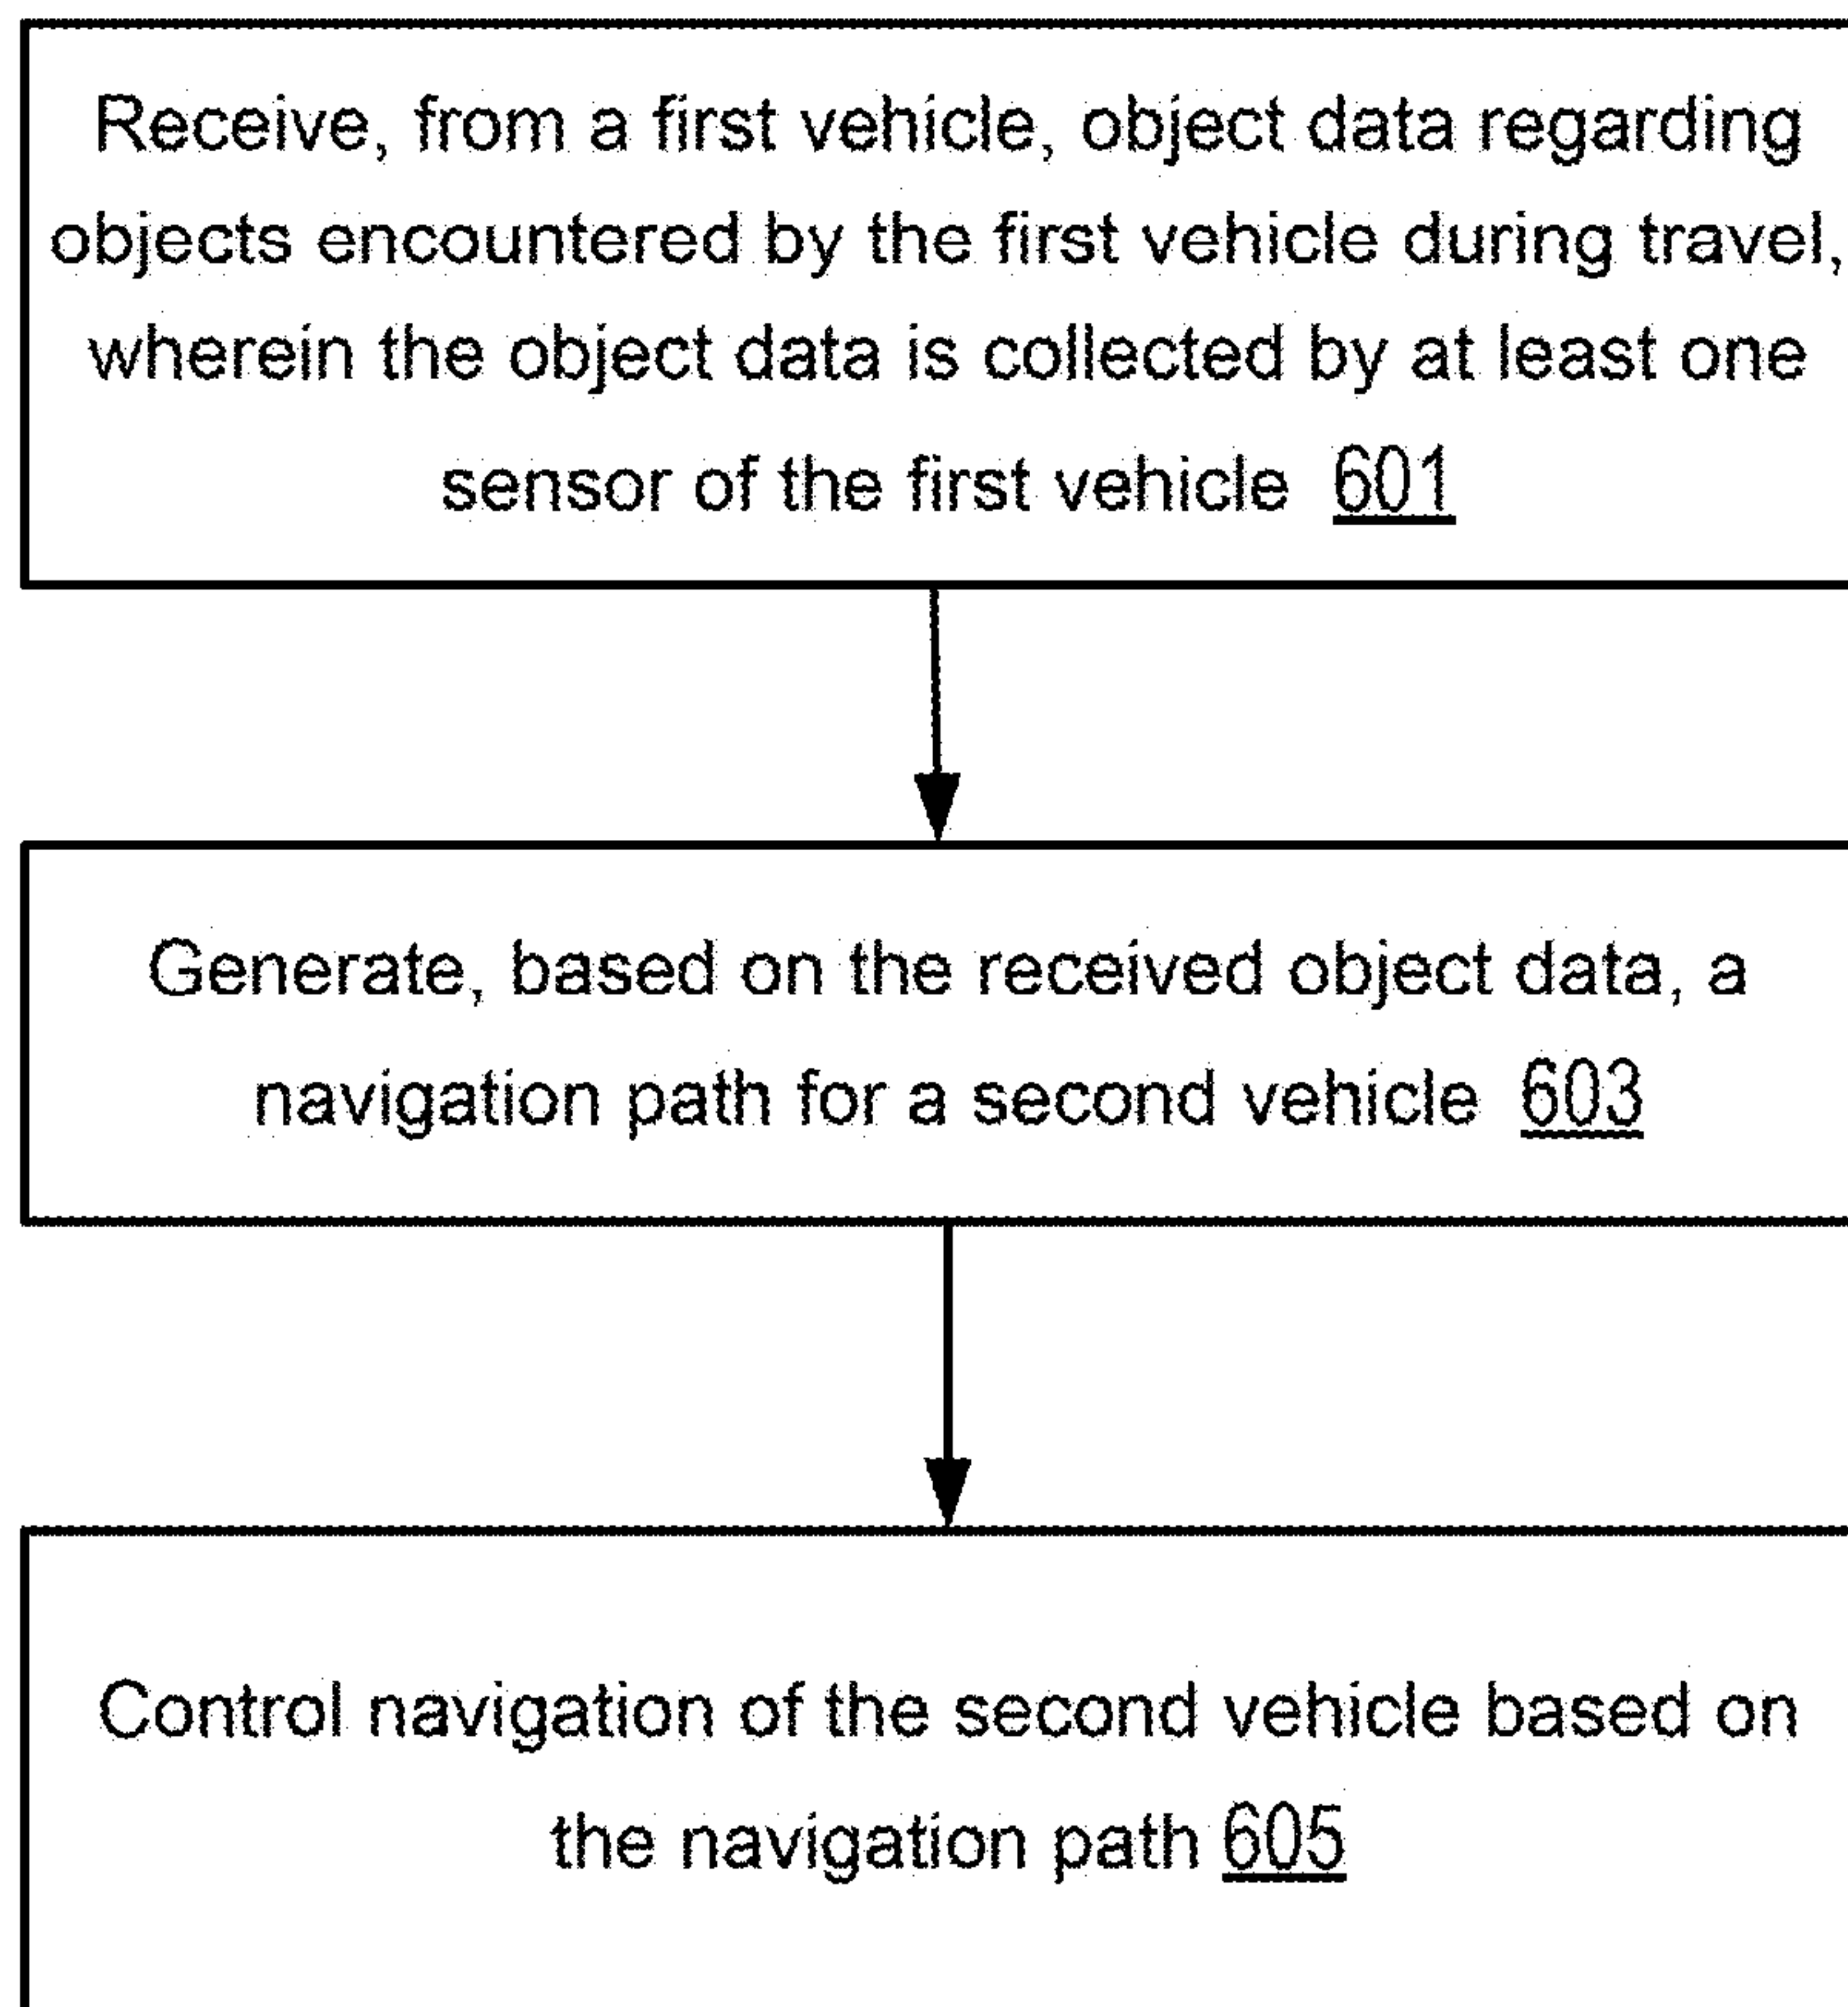 Receive, from a first vehicle, object data regarding
objects encountered by the first vehicle during travel,
wherein the object data is collected by at least one
sensor of the first vehicle 601
Generate, based on the received object data, a
navigation path for a second vehicle 603
Control navigation of the second vehicle based on
the navigation path 605